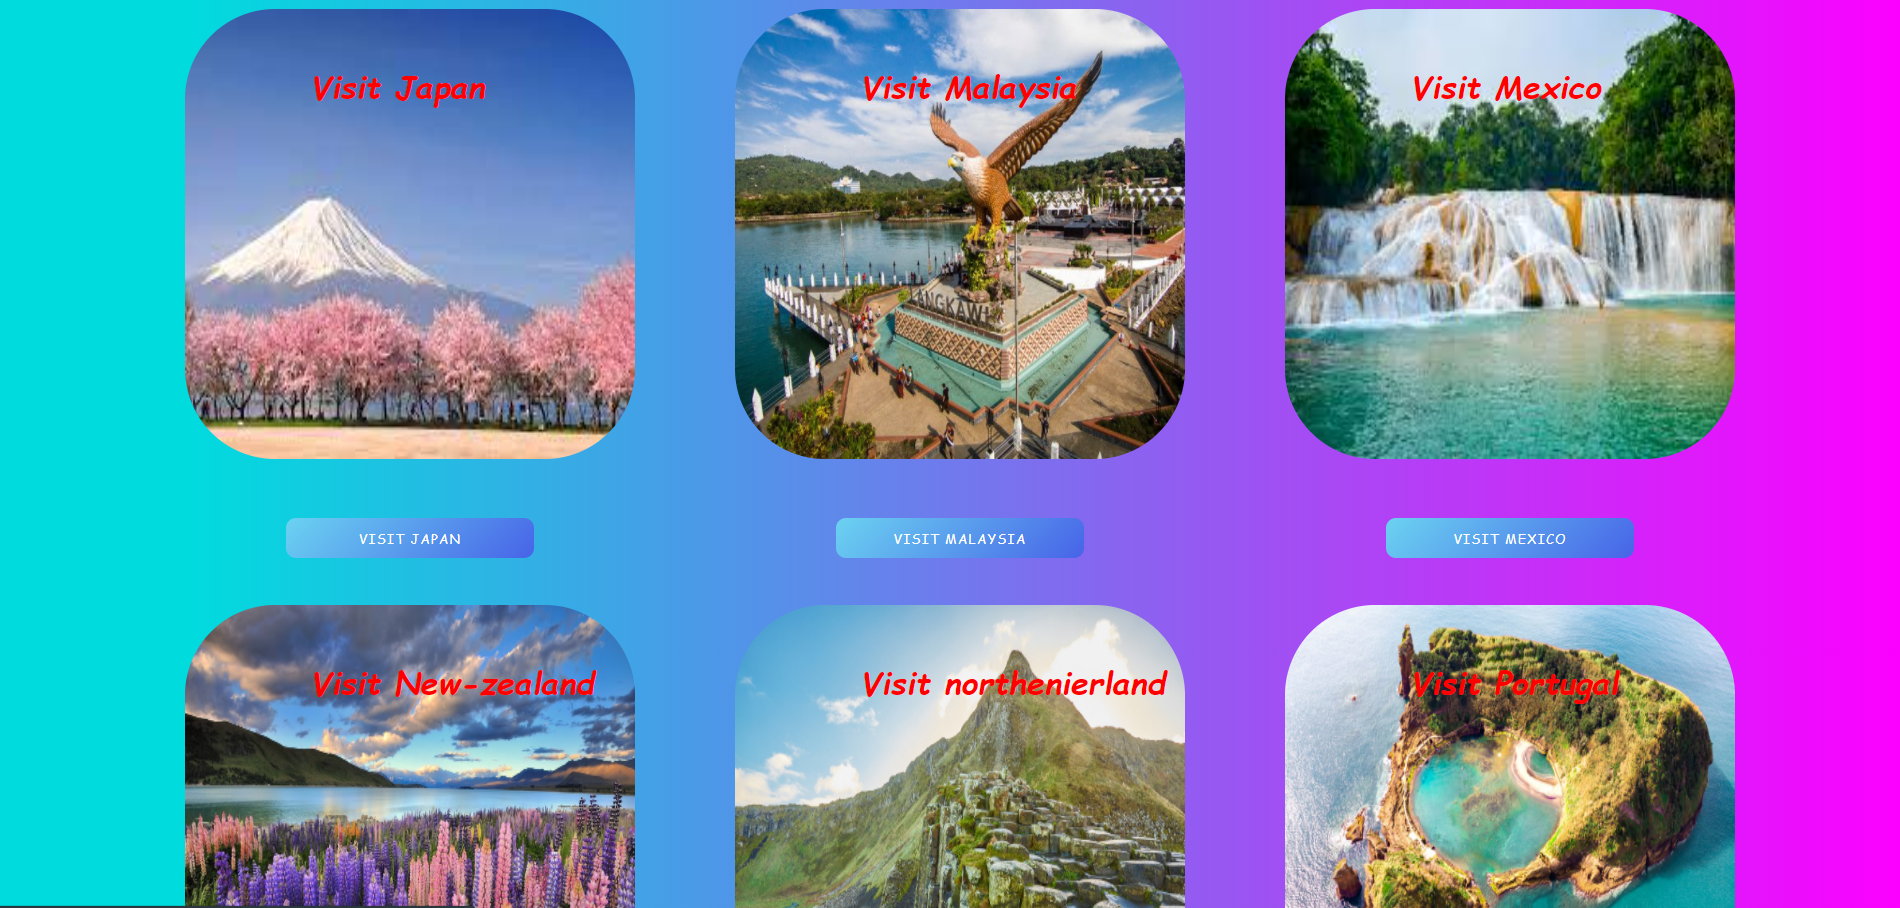 Visit Japan
Visit Malaysia
Visit Mexico
LANGKAWI
VISIT JAPAN
VISIT MALAYSIA
VISIT MEXICO
Visit New-zealand
Visit northenierland
Visit Portugal